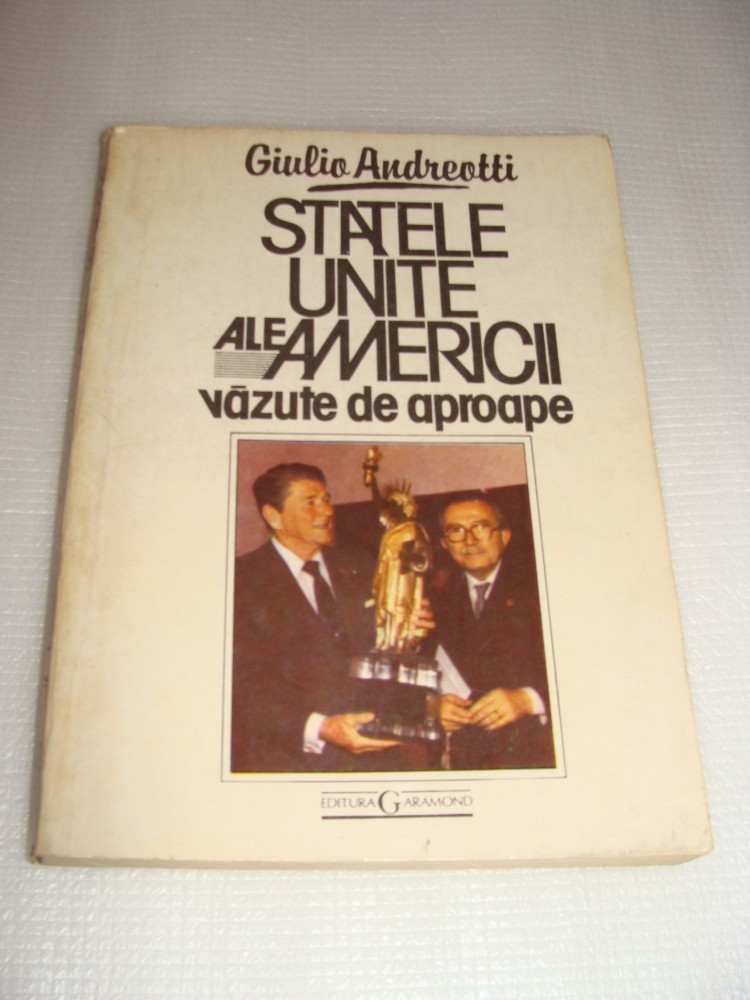 Giulio Andreotti
STATELE
UNITE
ALE AMERICII
văzute de aproape
EDITURA GARAMOND